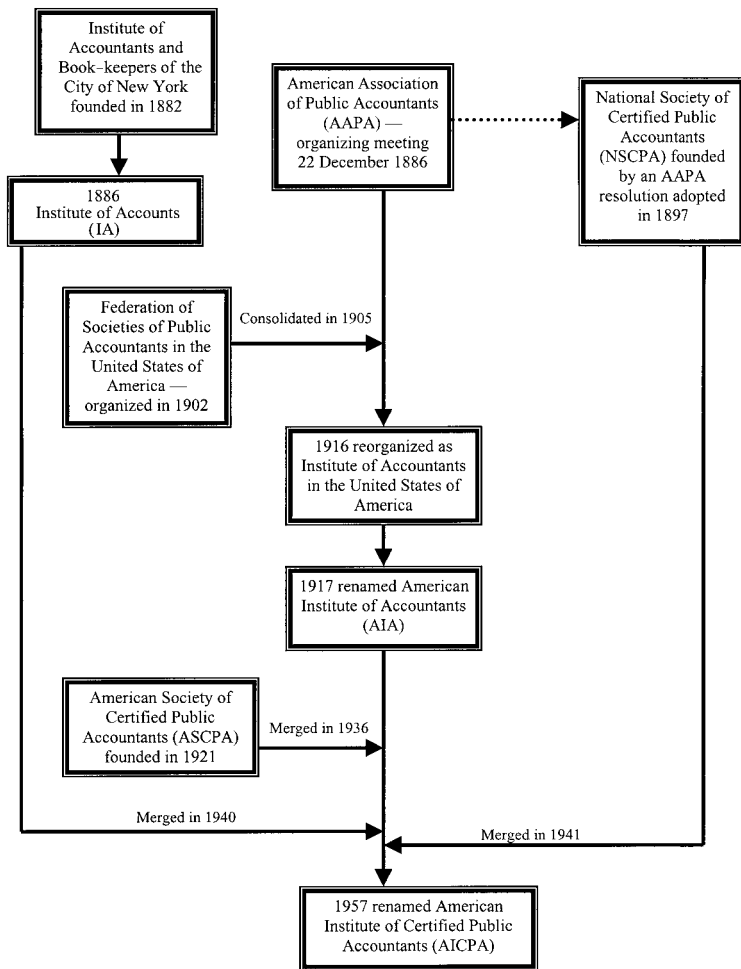 Institute of
Accountants and
Book–keepers of the
City of New York
founded in 1882
American Association
of Public Accountants
(AAPA) —
organizing meeting
22 December 1886
National Society of
Certified Public
Accountants
(NSCPA) founded
by an AAPA
resolution adopted
in 1897
1886
Institute of Accounts
(IA)
Federation of
Societies of Public
Accountants in the
United States of
America —
organized in 1902
Consolidated in 1905
1916 reorganized as
Institute of Accountants
in the United States of
America
1917 renamed American
Institute of Accountants
(AIA)
American Society of
Certified Public
Accountants (ASCPA)
founded in 1921
Merged in 1936
Merged in 1940
Merged in 1941
1957 renamed American
Institute of Certified Public
Accountants (AICPA)